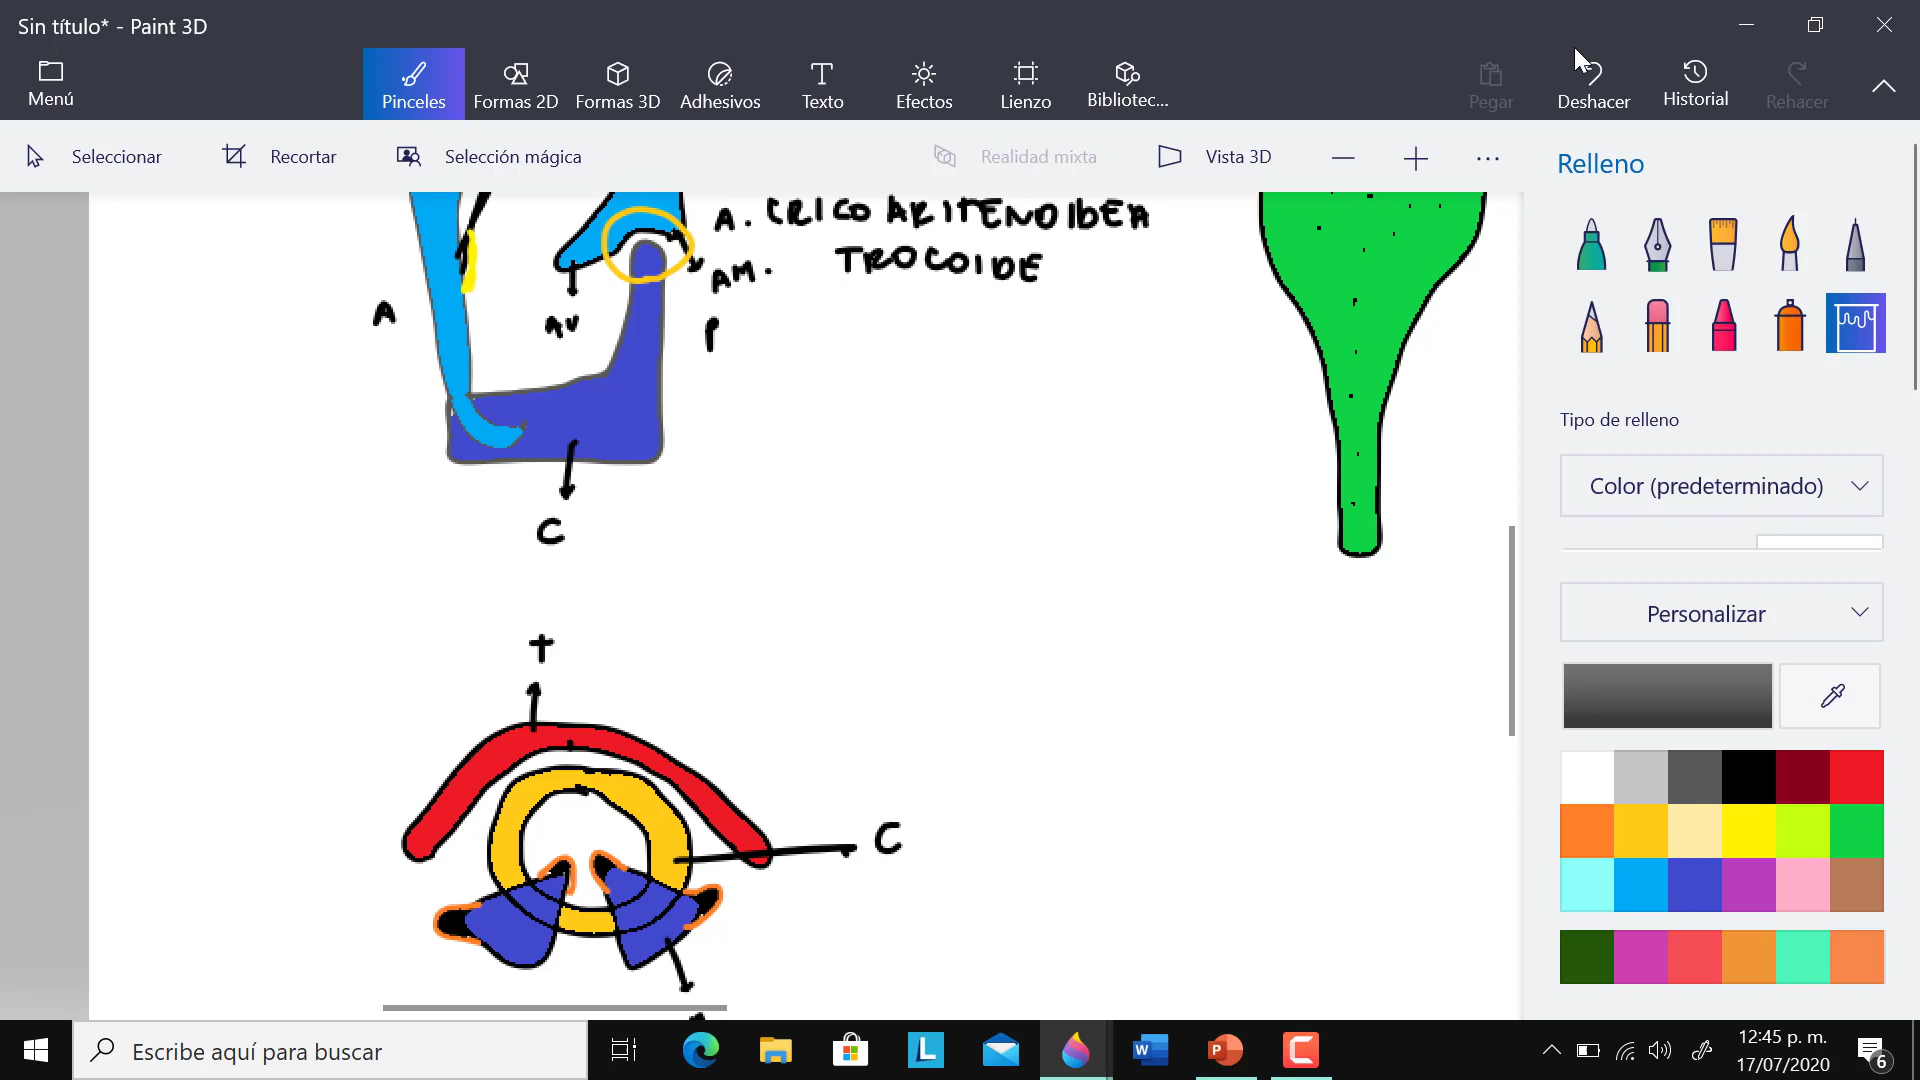 Sin título* - Paint 3D
Menú
Pinceles
Formas 2D
Formas 3D
Adhesivos
Texto
Efectos
Lienzo
Bibliotec...
Pegar
Deshacer
Historial
Rehacer
Seleccionar
Recortar
Selección mágica
Realidad mixta
Vista 3D
Relleno
A. CRICO ARITENOIDEA
AM. TROCOIDE
A
AV
P
C
T
C
Tipo de relleno
Color (predeterminado)
Personalizar
Escribe aquí para buscar
L
W
P
C
12:45 p. m.
17/07/2020
6